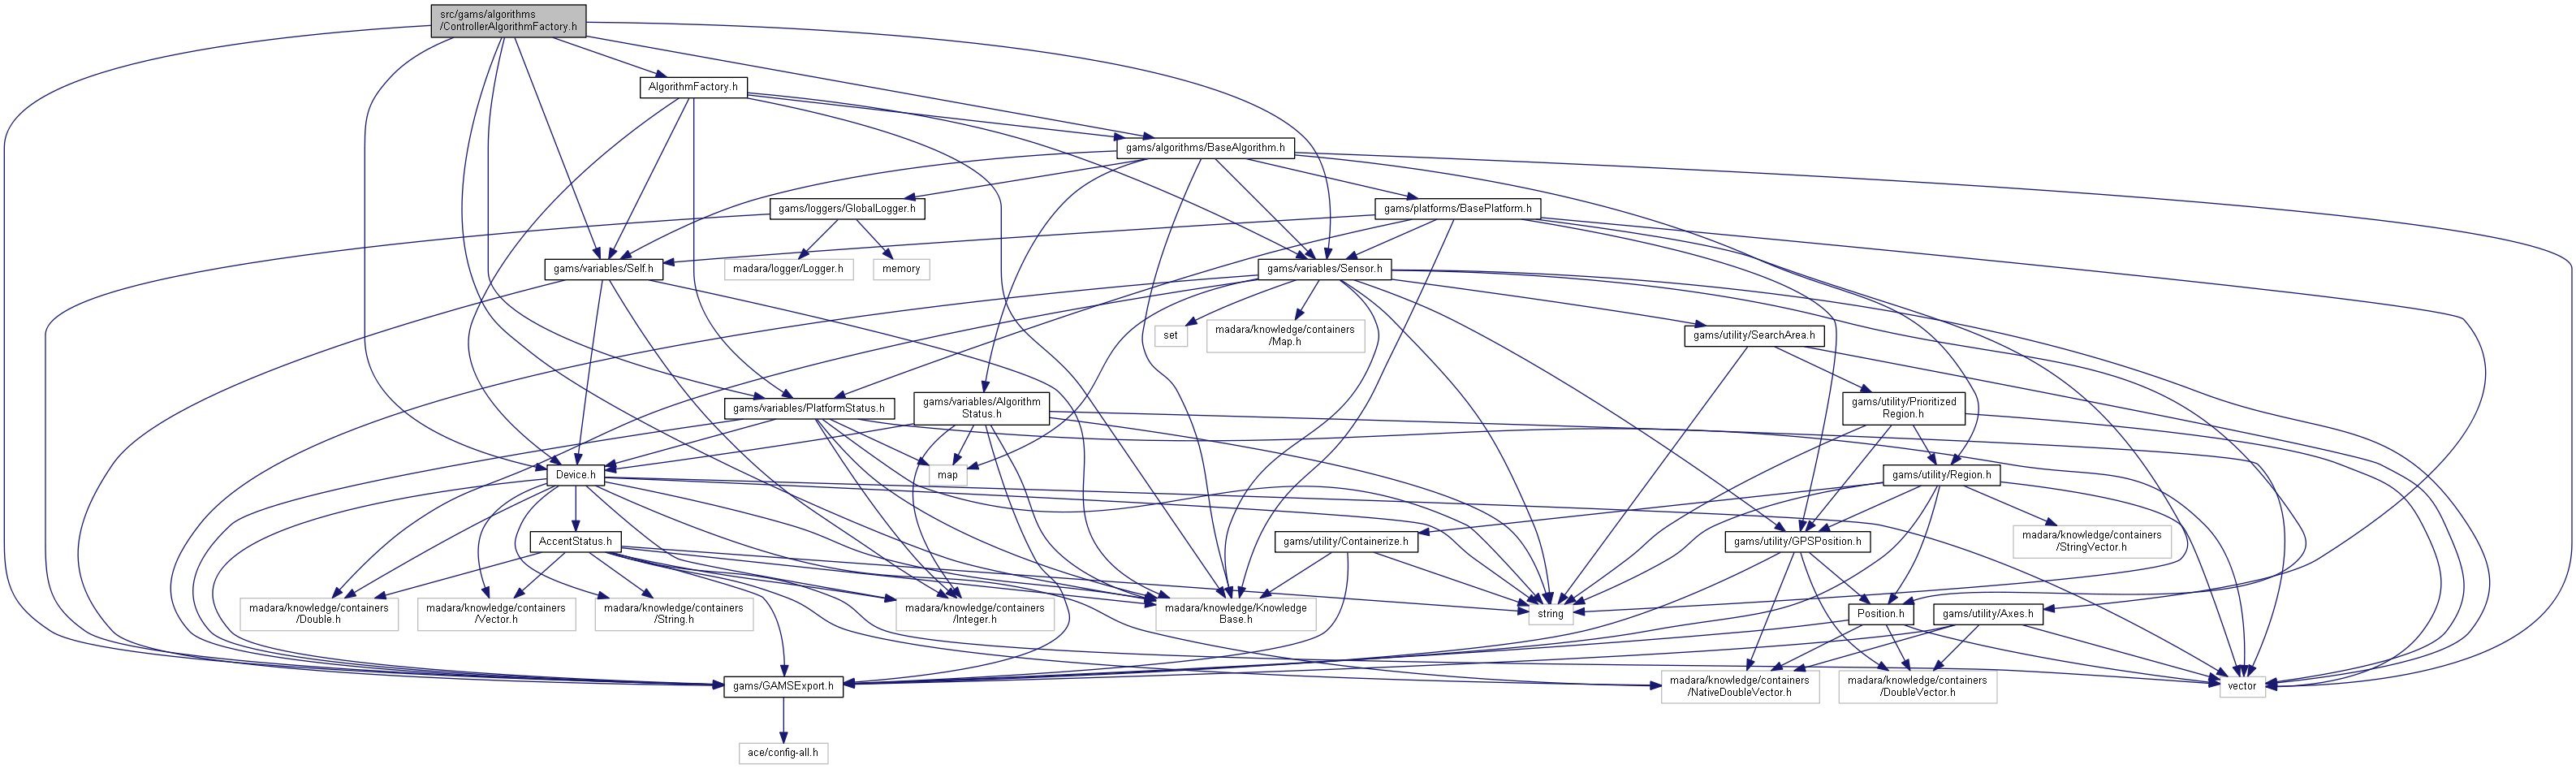 src/gams/algorithms
/ControllerAlgorithmFactory.h
AlgorithmFactory.h
gams/algorithms/BaseAlgorithm.h
gams/loggers/GlobalLogger.h
gams/platforms/BasePlatform.h
gams/variables/Self.h
madara/logger/Logger.h
memory
gams/variables/Sensor.h
set
madara/knowledge/containers
/Map.h
gams/utility/SearchArea.h
gams/variables/PlatformStatus.h
gams/variables/Algorithm
Status.h
gams/utility/Prioritized
Region.h
Device.h
map
gams/utility/Region.h
AccentStatus.h
gams/utility/Containerize.h
gams/utility/GPSPosition.h
madara/knowledge/containers
/StringVector.h
madara/knowledge/containers
/Double.h
madara/knowledge/containers
/Vector.h
madara/knowledge/containers
/String.h
madara/knowledge/containers
/Integer.h
madara/knowledge/Knowledge
Base.h
string
Position.h
gams/utility/Axes.h
gams/GAMSExport.h
madara/knowledge/containers
/NativeDoubleVector.h
madara/knowledge/containers
/DoubleVector.h
vector
ace/config-all.h